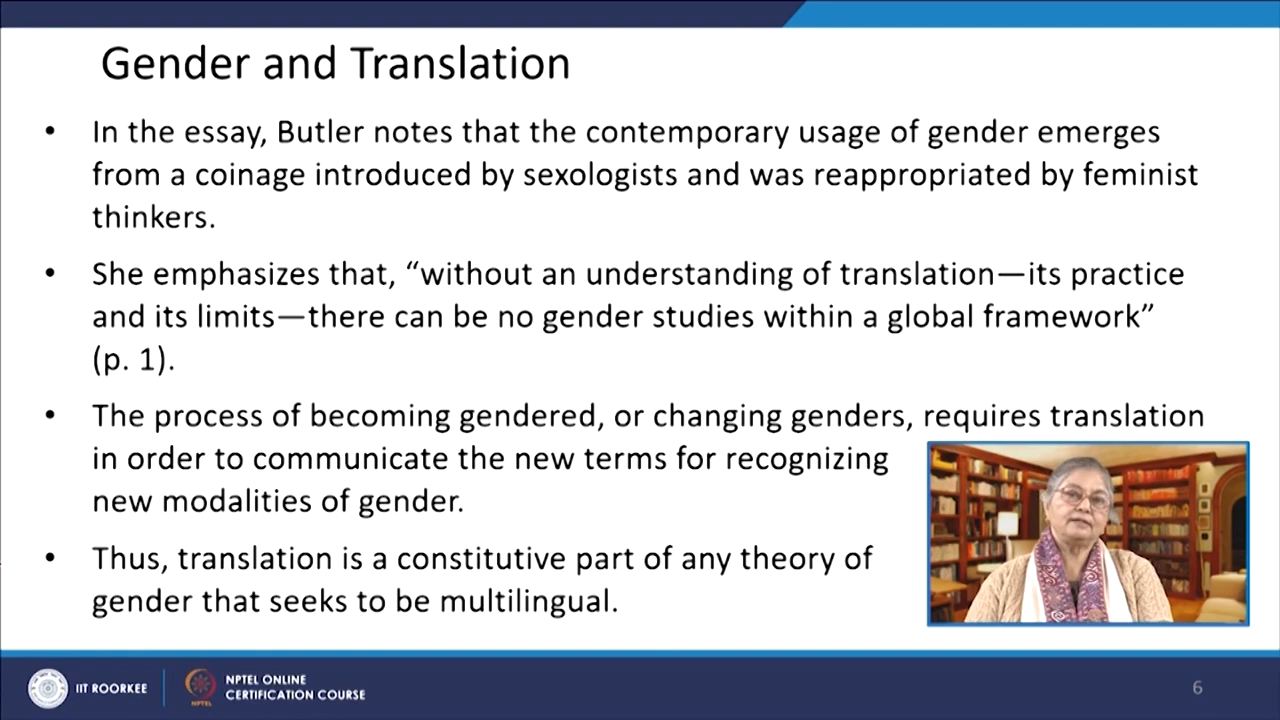 Gender and Translation
• In the essay, Butler notes that the contemporary usage of gender emerges
from a coinage introduced by sexologists and was reappropriated by feminist
thinkers.
• She emphasizes that, “without an understanding of translation—its practice
and its limits—there can be no gender studies within a global framework”
(p. 1).
• The process of becoming gendered, or changing genders, requires translation
in order to communicate the new terms for recognizing
new modalities of gender.
• Thus, translation is a constitutive part of any theory of
gender that seeks to be multilingual.
IIT ROORKEE
NPTEL
NPTEL ONLINE
CERTIFICATION COURSE
6